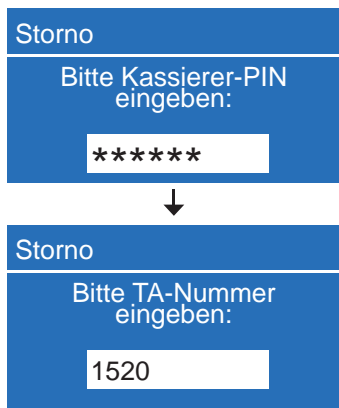 Storno
Bitte Kassierer-PIN
eingeben:
******
Storno
Bitte TA-Nummer
eingeben:
1520